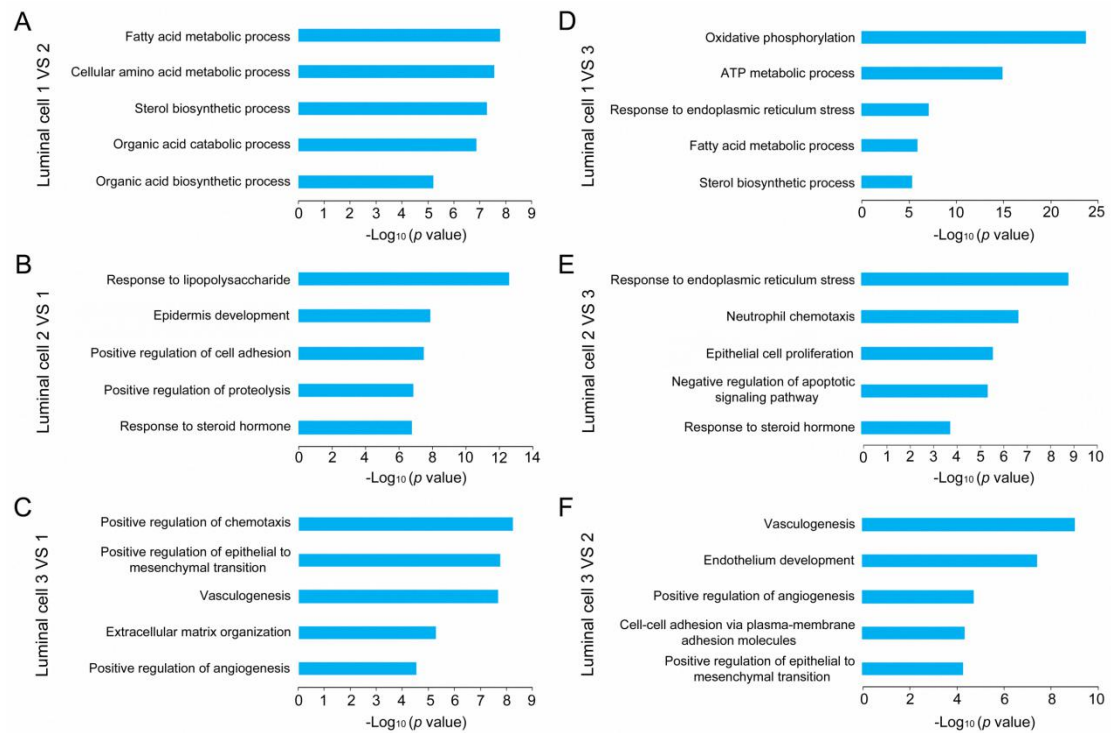 A
Luminal cell 1 VS 2
Fatty acid metabolic process
Cellular amino acid metabolic process
Sterol biosynthetic process
Organic acid catabolic process
Organic acid biosynthetic process
0 1 2 3 4 5 6 7 8 9
-Log10 (p value)
B
Luminal cell 2 VS 1
Response to lipopolysaccharide
Epidermis development
Positive regulation of cell adhesion
Positive regulation of proteolysis
Response to steroid hormone
0 2 4 6 8 10 12 14
-Log10 (p value)
C
Luminal cell 3 VS 1
Positive regulation of chemotaxis
Positive regulation of epithelial to
mesenchymal transition
Vasculogenesis
Extracellular matrix organization
Positive regulation of angiogenesis
0 1 2 3 4 5 6 7 8 9
-Log10 (p value)
D
Luminal cell 1 VS 3
Oxidative phosphorylation
ATP metabolic process
Response to endoplasmic reticulum stress
Fatty acid metabolic process
Sterol biosynthetic process
0 5 10 15 20 25
-Log10 (p value)
E
Luminal cell 2 VS 3
Response to endoplasmic reticulum stress
Neutrophil chemotaxis
Epithelial cell proliferation
Negative regulation of apoptotic
signaling pathway
Response to steroid hormone
0 1 2 3 4 5 6 7 8 9 10
-Log10 (p value)
F
Luminal cell 3 VS 2
Vasculogenesis
Endothelium development
Positive regulation of angiogenesis
Cell-cell adhesion via plasma-membrane
adhesion molecules
Positive regulation of epithelial to
mesenchymal transition
0 2 4 6 8 10
-Log10 (p value)